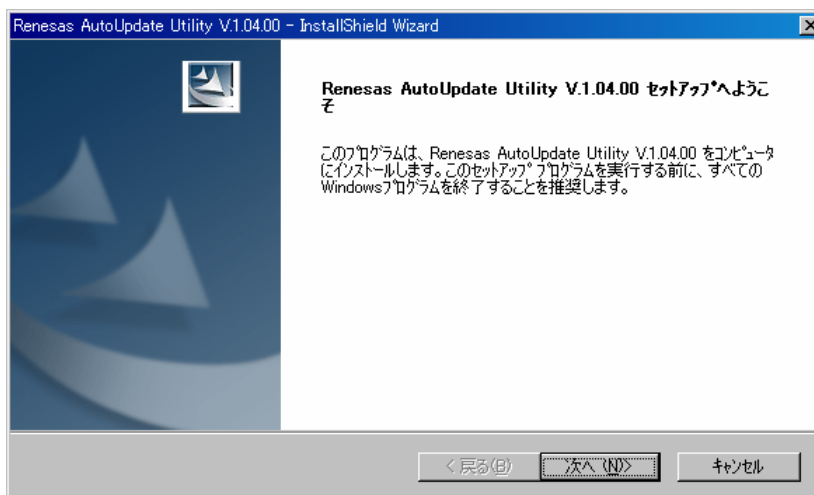 Renesas AutoUpdate Utility V.1.04.00 - InstallShield Wizard
Renesas AutoUpdate Utility V.1.04.00 ｾｯﾄｱｯﾌﾟへようこ
そ
このﾌﾟﾛｸﾞﾗﾑは、Renesas AutoUpdate Utility V.1.04.00 をｺﾝﾋﾟｭｰﾀ
にｲﾝｽﾄｰﾙします。このｾｯﾄｱｯﾌﾟ ﾌﾟﾛｸﾞﾗﾑを実行する前に、すべての
Windowsﾌﾟﾛｸﾞﾗﾑを終了することを推奨します。
< 戻る(B) 次へ (N)> ｷｬﾝｾﾙ